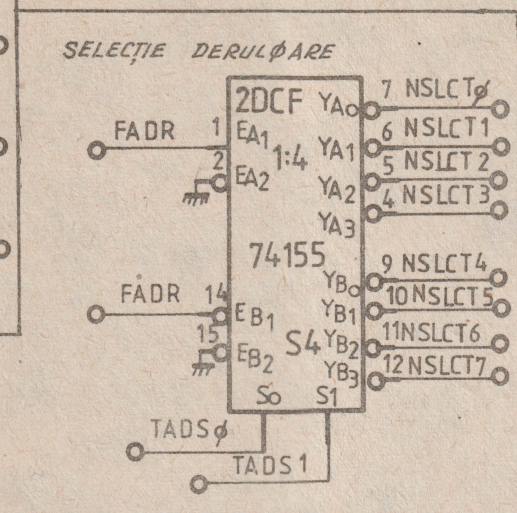 SELECŢIE DERULØARE
2DCF
1:4
74155
S4
FADR 1 EA1
2 EA2
FADR 14 EB1
15 EB2
YA0 7 NSLCTØ
YA1 6 NSLCT1
YA2 5 NSLCT2
YA3 4 NSLCT3
YB0 9 NSLCT4
YB1 10 NSLCT5
YB2 11 NSLCT6
YB3 12 NSLCT7
S0 S1
TADSØ
TADS1